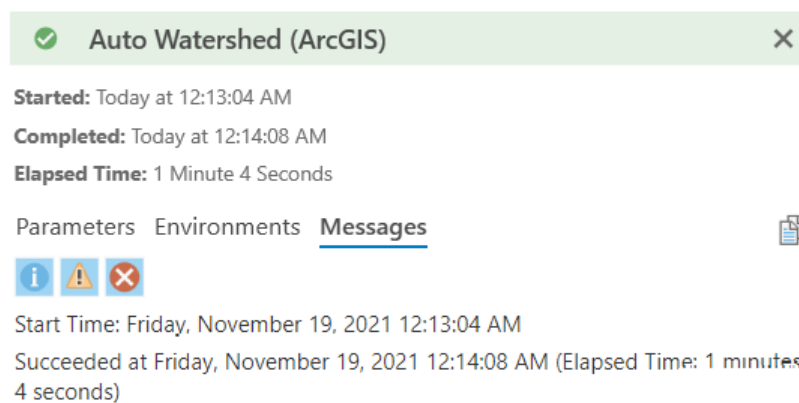 Auto Watershed (ArcGIS)
Started: Today at 12:13:04 AM
Completed: Today at 12:14:08 AM
Elapsed Time: 1 Minute 4 Seconds
Parameters Environments Messages
Start Time: Friday, November 19, 2021 12:13:04 AM
Succeeded at Friday, November 19, 2021 12:14:08 AM (Elapsed Time: 1 minutes
4 seconds)